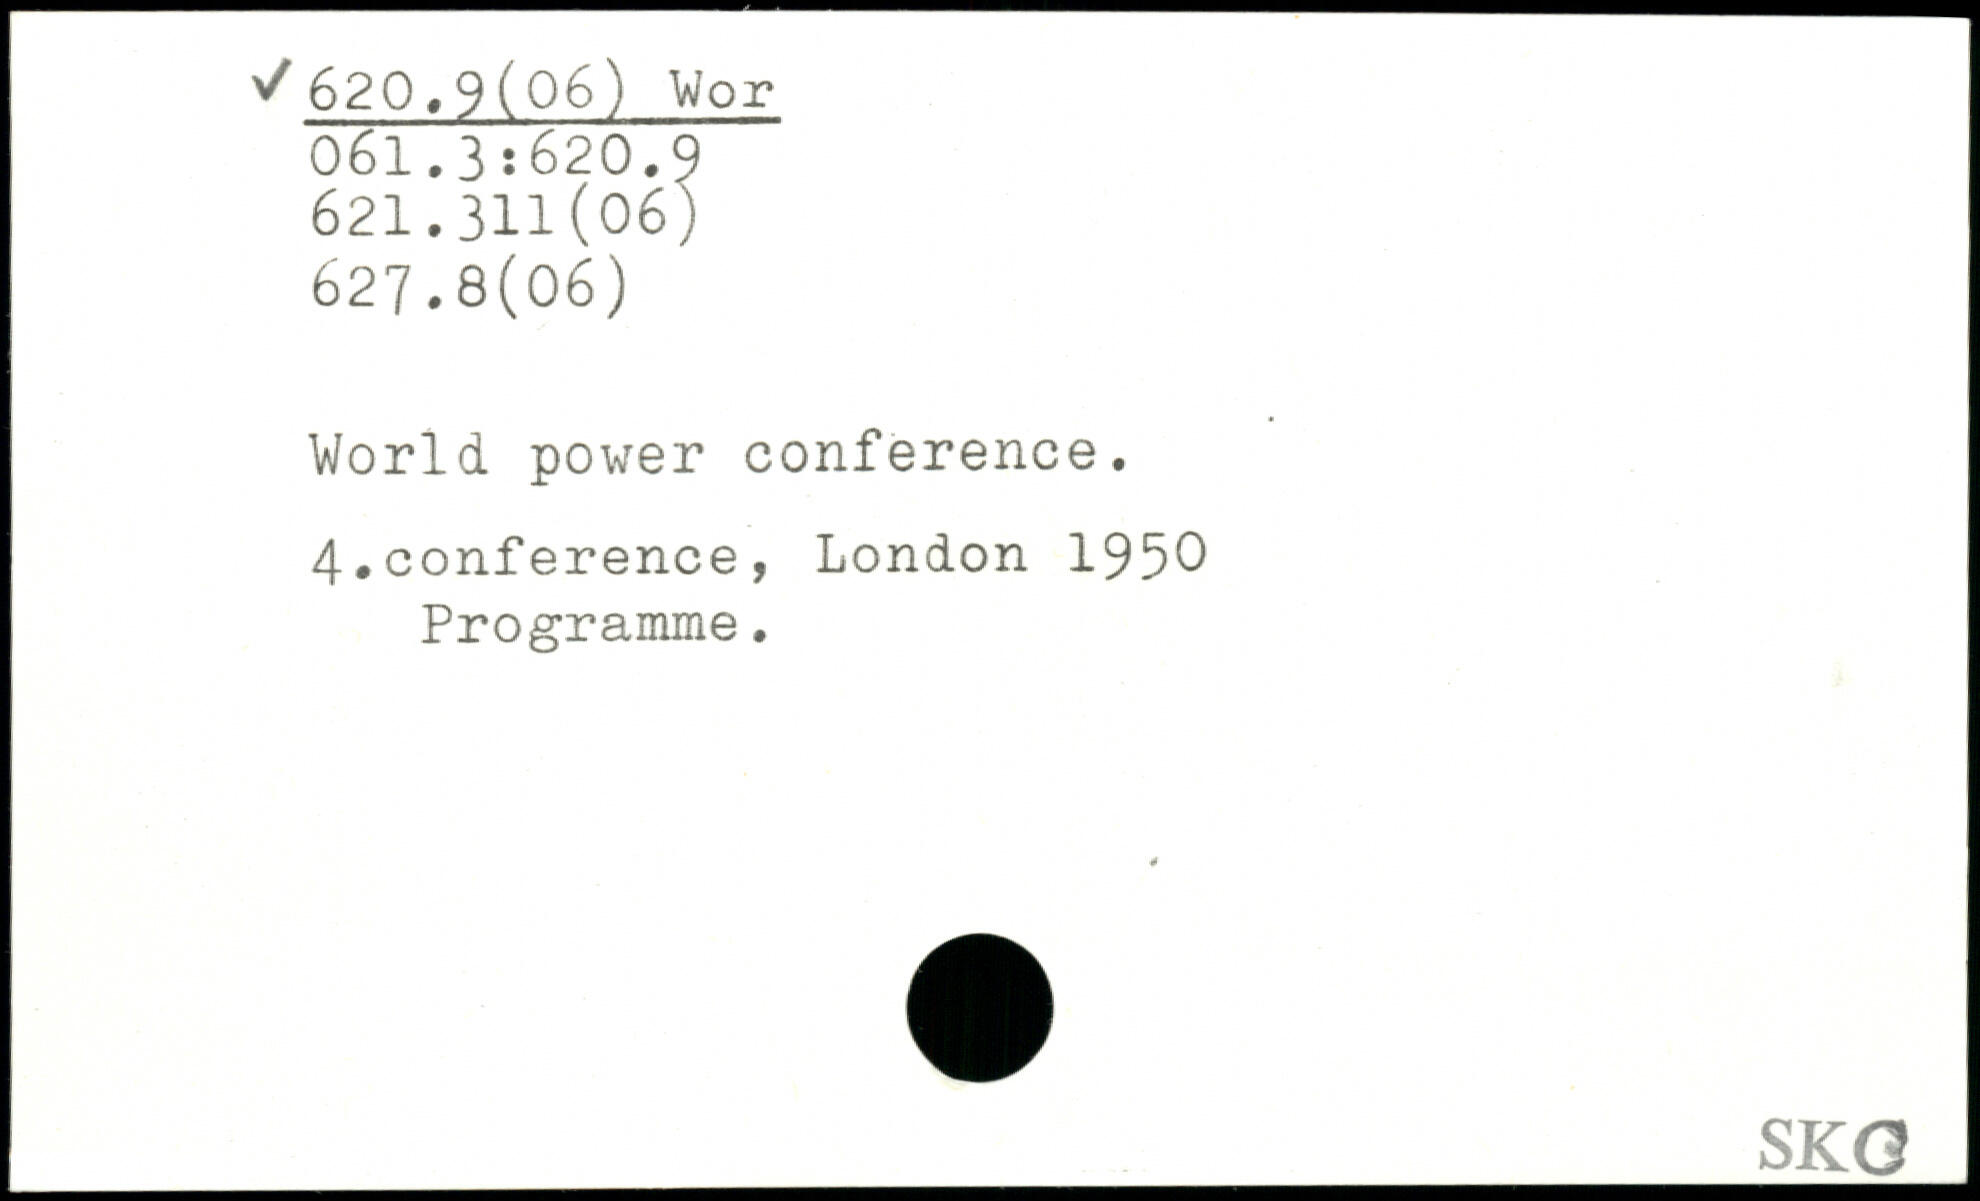 ✓ 620.9(06) Wor
061.3:620.9
621.311(06)
627.8(06)
World power conference.
4.conference, London 1950
Programme.
SKC